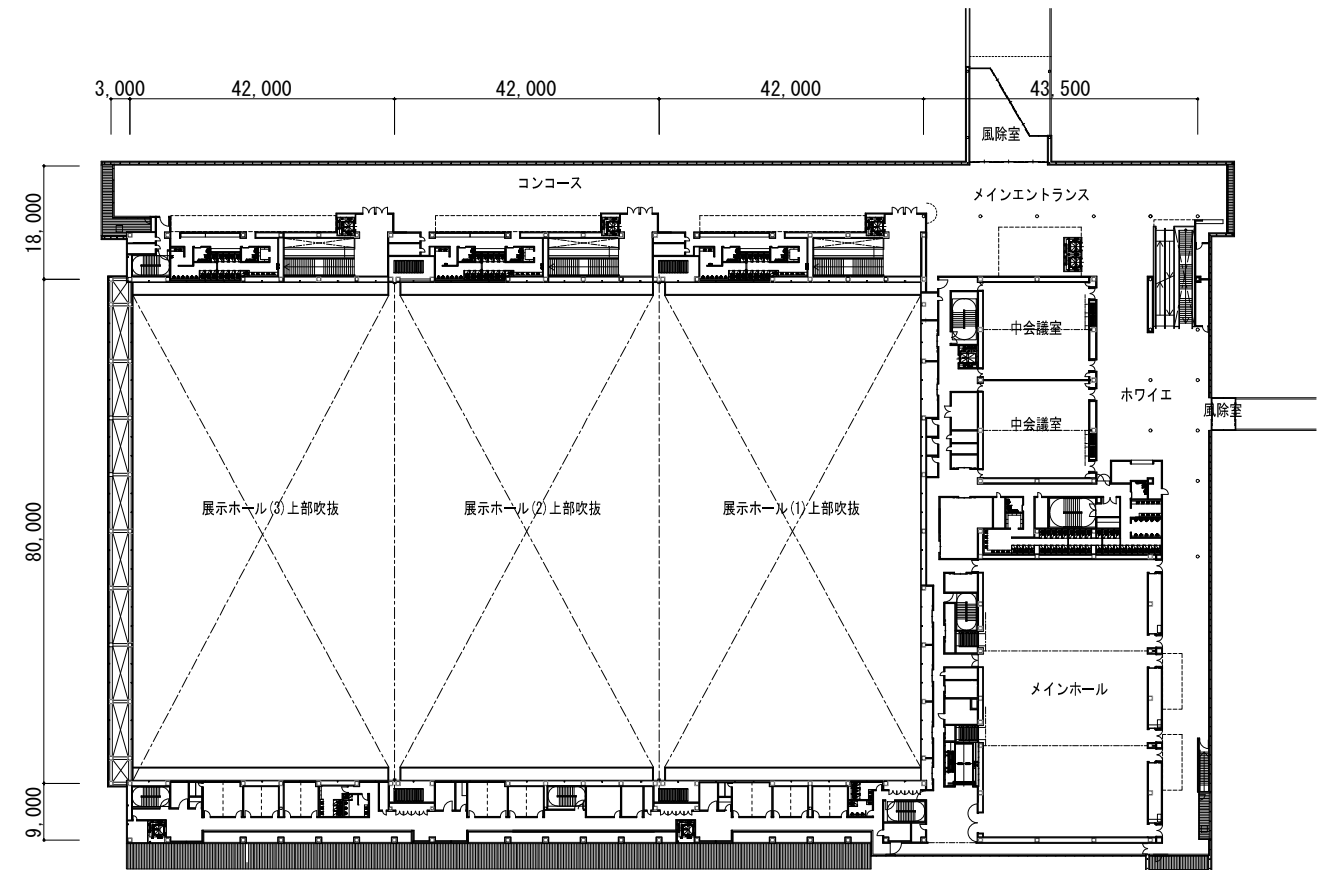 3,000
42,000
42,000
42,000
43,500
風除室
コンコース
メインエントランス
18,000
中会議室
ホワイエ
風除室
中会議室
展示ホール(3)上部吹抜
展示ホール(2)上部吹抜
展示ホール(1)上部吹抜
80,000
メインホール
9,000